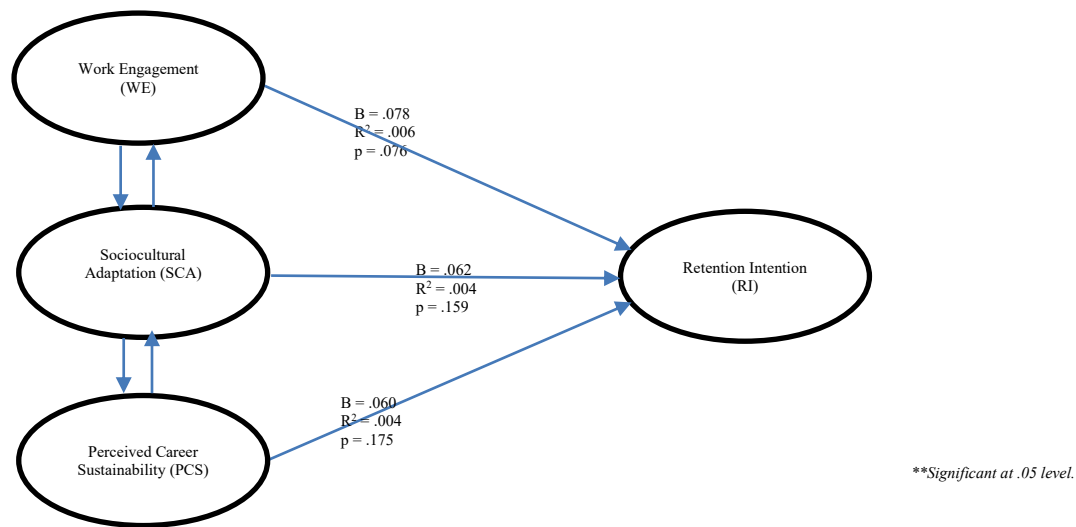 Work Engagement
(WE)
B = .078
R² = .006
p = .076
Sociocultural
Adaptation (SCA)
B = .062
R² = .004
p = .159
Retention Intention
(RI)
B = .060
R² = .004
p = .175
Perceived Career
Sustainability (PCS)
**Significant at .05 level.